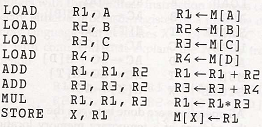 LOAD R1, A R1←M[A]
LOAD R2, B R2←M[B]
LOAD R3, C R3←M[C]
LOAD R4, D R4←M[D]
ADD R1, R1, R2 R1←R1 + R2
ADD R3, R3, R2 R3←R3 + R4
MUL R1, R1, R3 R1←R1*R3
STORE X, R1 M[X]←R1